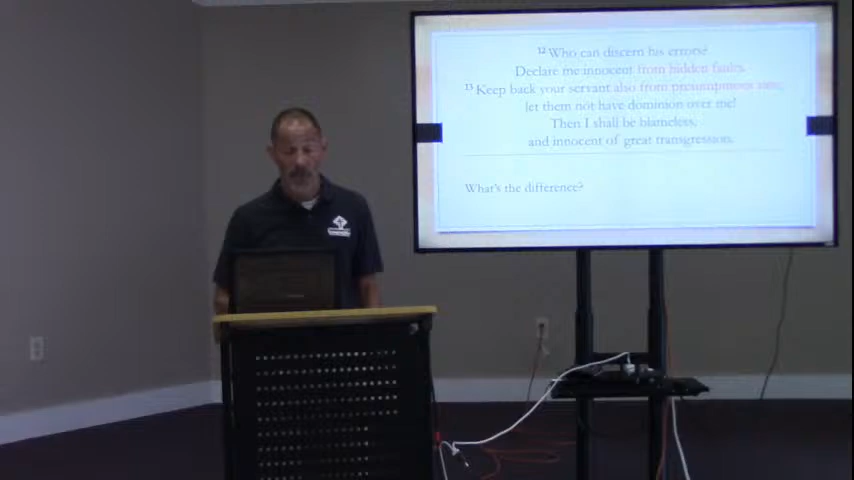 12 Who can discern his errors?
Declare me innocent from hidden faults.
13 Keep back your servant also from presumptuous sins;
let them not have dominion over me!
Then I shall be blameless,
and innocent of great transgression.
What's the difference?